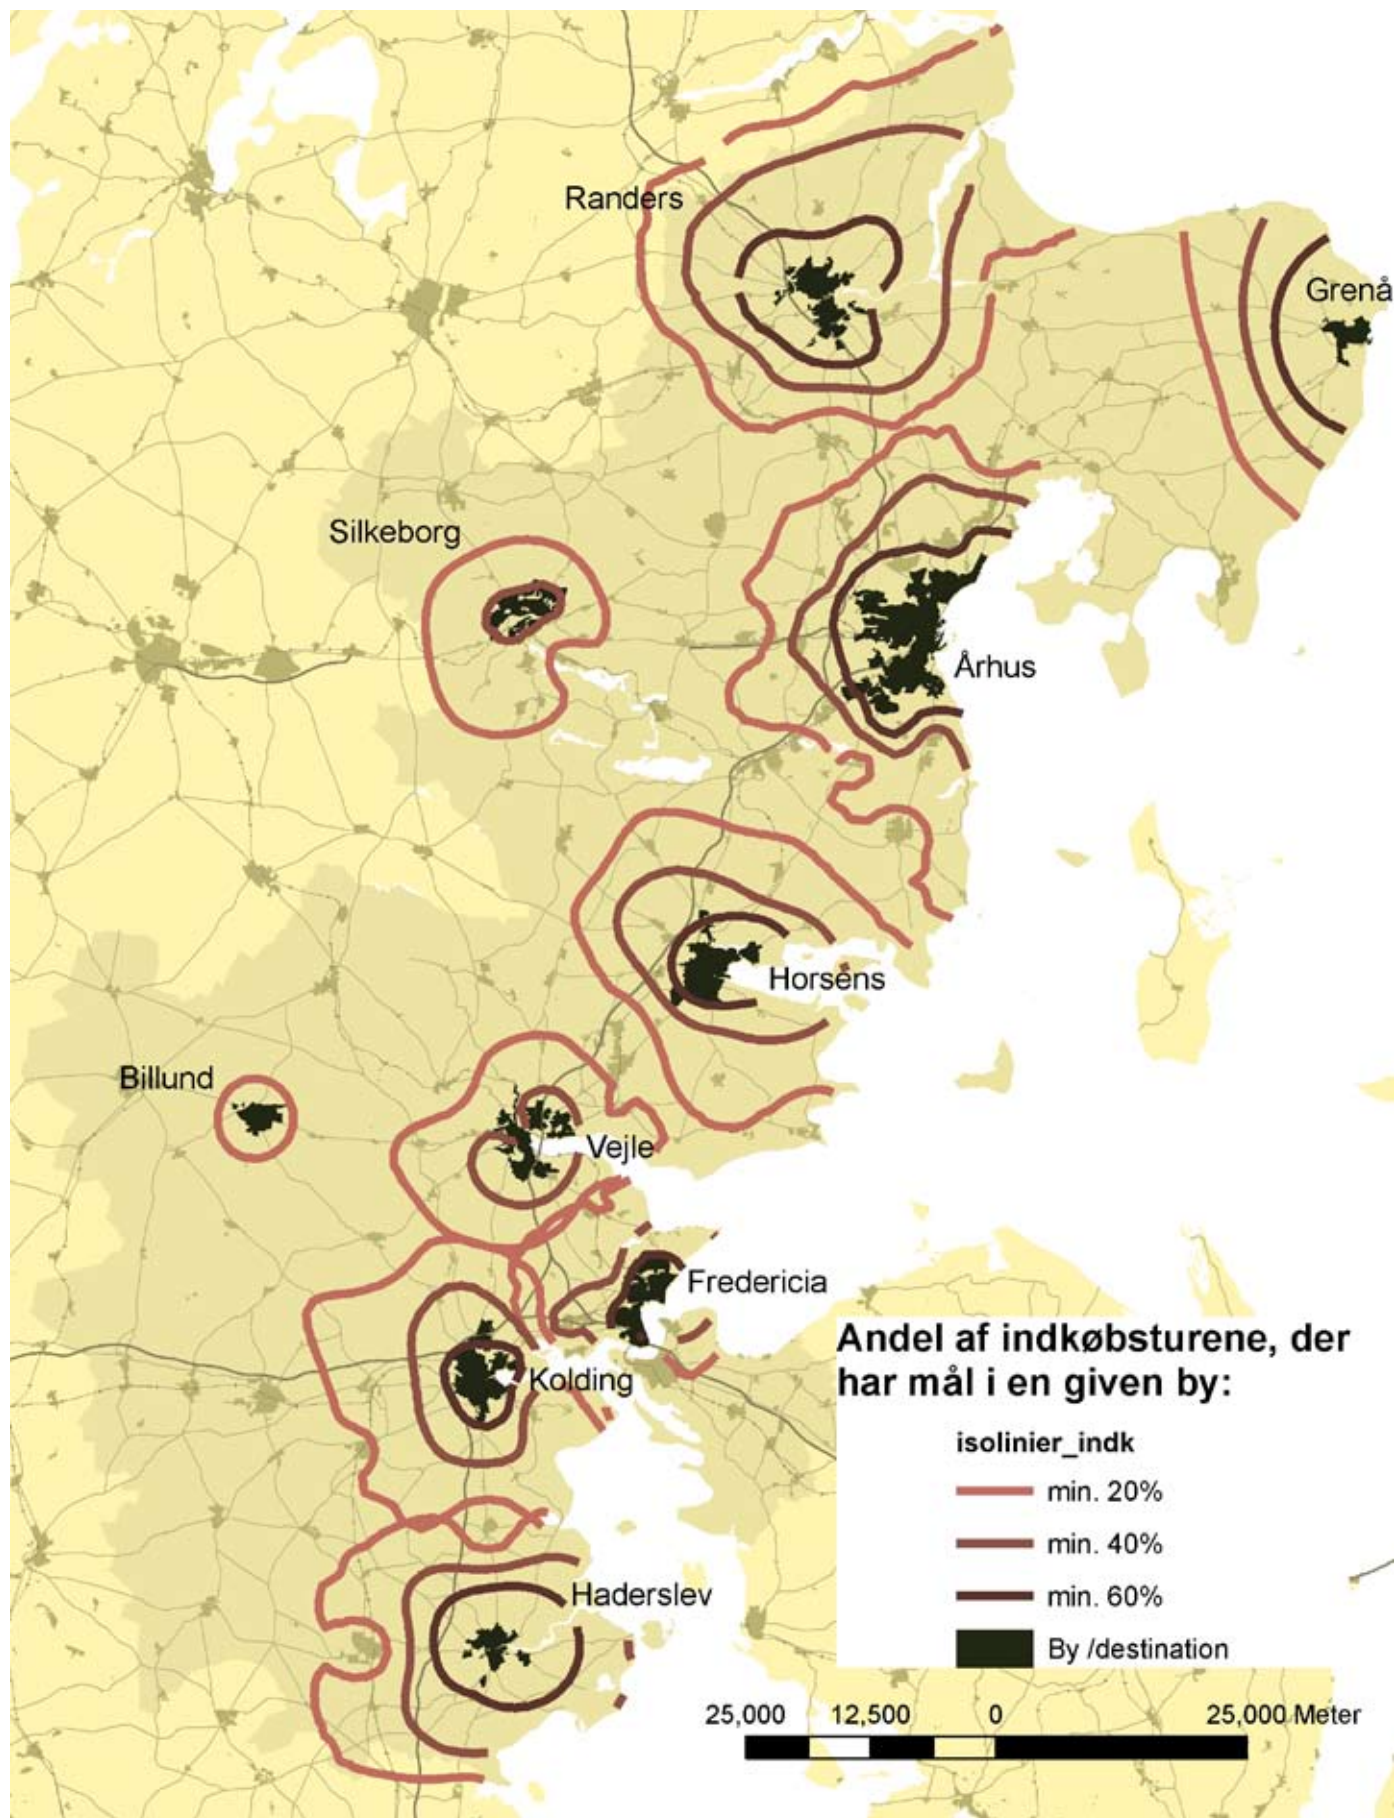 Randers
Grenå
Silkeborg
Århus
Horsens
Billund
Vejle
Fredericia
Kolding
Haderslev
Andel af indkøbsturene, der
har mål i en given by:
isolinier_indk
min. 20%
min. 40%
min. 60%
By /destination
25,000 12,500 0 25,000 Meter